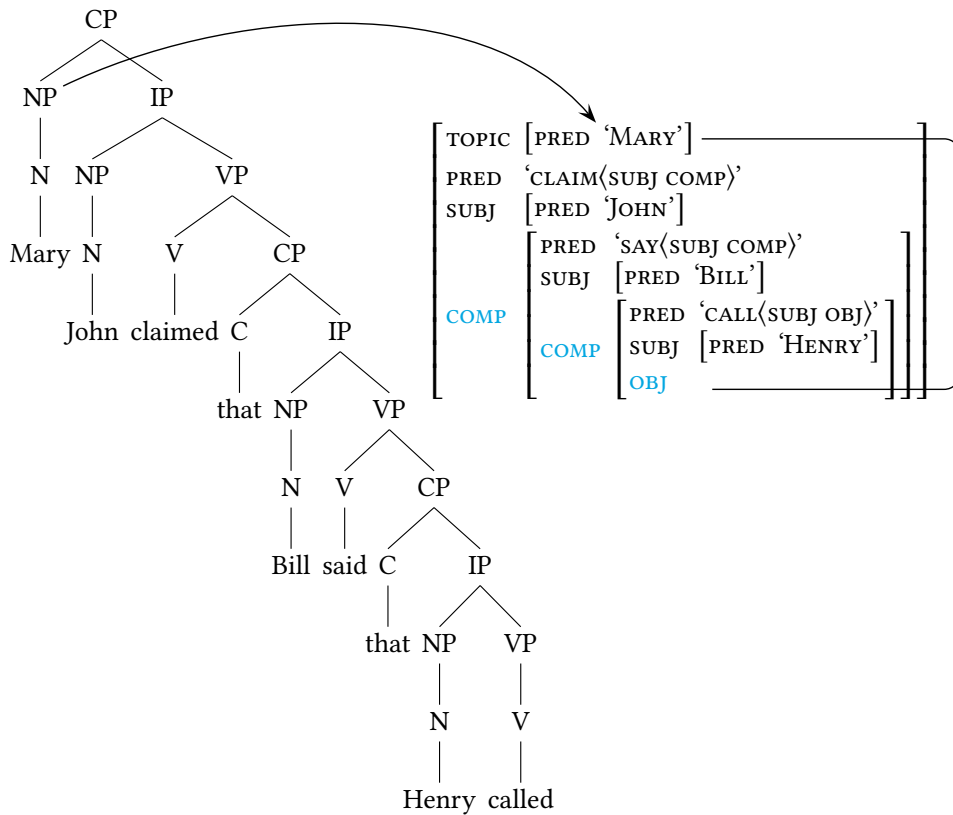 CP
NP IP
TOPIC [PRED ‘MARY’]
N NP VP
PRED ‘CLAIM⟨SUBJ COMP⟩’
SUBJ [PRED ‘JOHN’]
Mary N V CP
PRED ‘SAY⟨SUBJ COMP⟩’
SUBJ [PRED ‘BILL’]
John claimed C IP
COMP
PRED ‘CALL⟨SUBJ OBJ⟩’
COMP
SUBJ [PRED ‘HENRY’]
OBJ
that NP VP
N V CP
Bill said C IP
that NP VP
N V
Henry called